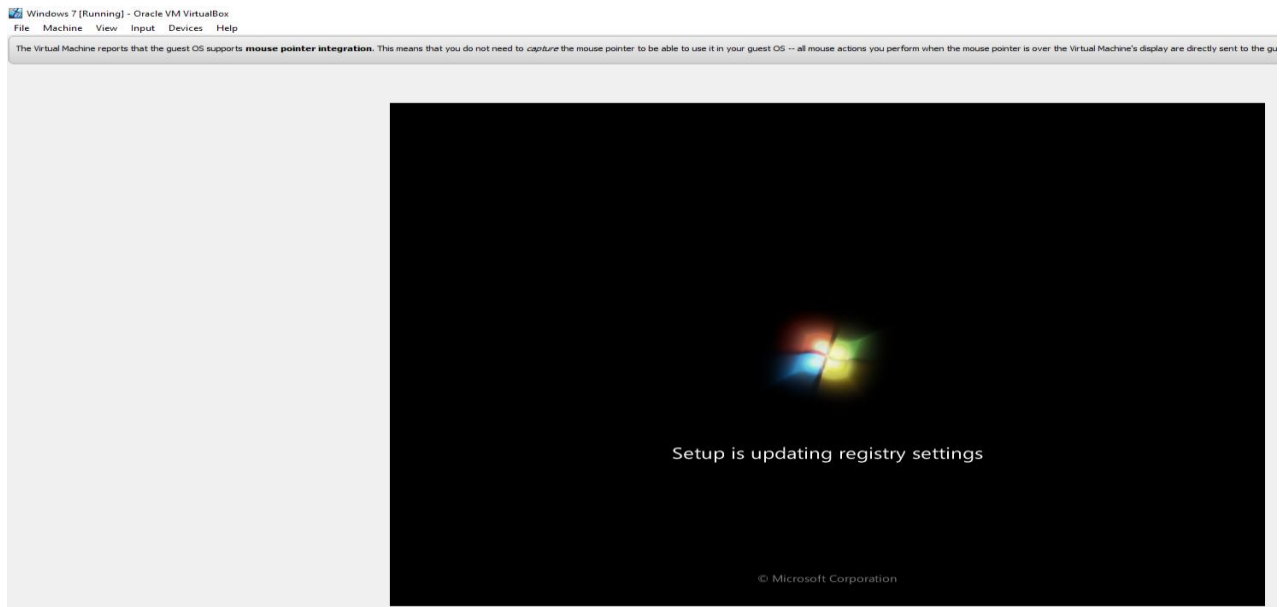 Windows 7 [Running] - Oracle VM VirtualBox
File Machine View Input Devices Help
The Virtual Machine reports that the guest OS supports mouse pointer integration. This means that you do not need to capture the mouse pointer to be able to use it in your guest OS -- all mouse actions you perform when the mouse pointer is over the Virtual Machine's display are directly sent to the gu
Setup is updating registry settings
© Microsoft Corporation